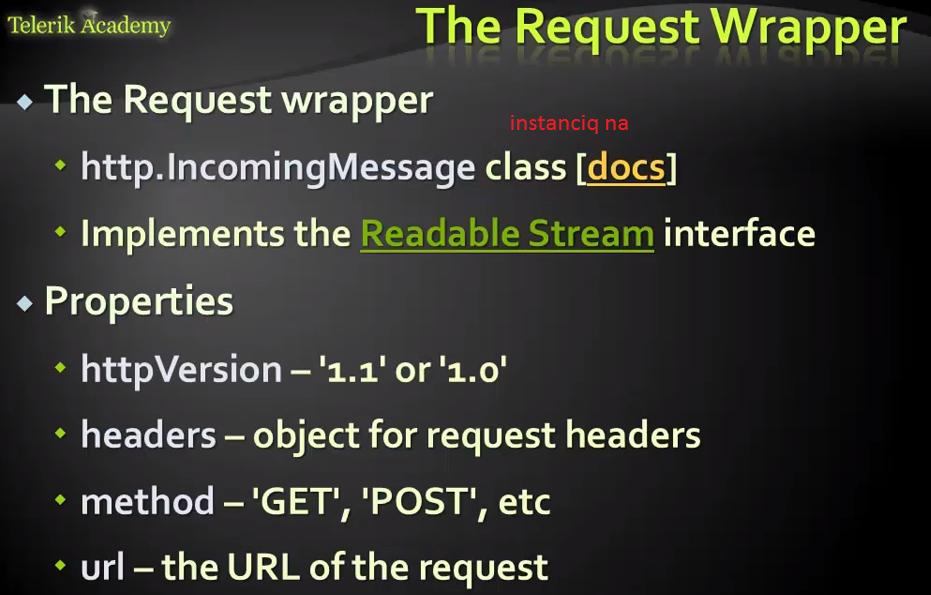 Telerik Academy
The Request Wrapper
The Request wrapper
instanciq na
http.IncomingMessage class [docs]
Implements the Readable Stream interface
Properties
httpVersion – '1.1' or '1.0'
headers – object for request headers
method – 'GET', 'POST', etc
url – the URL of the request